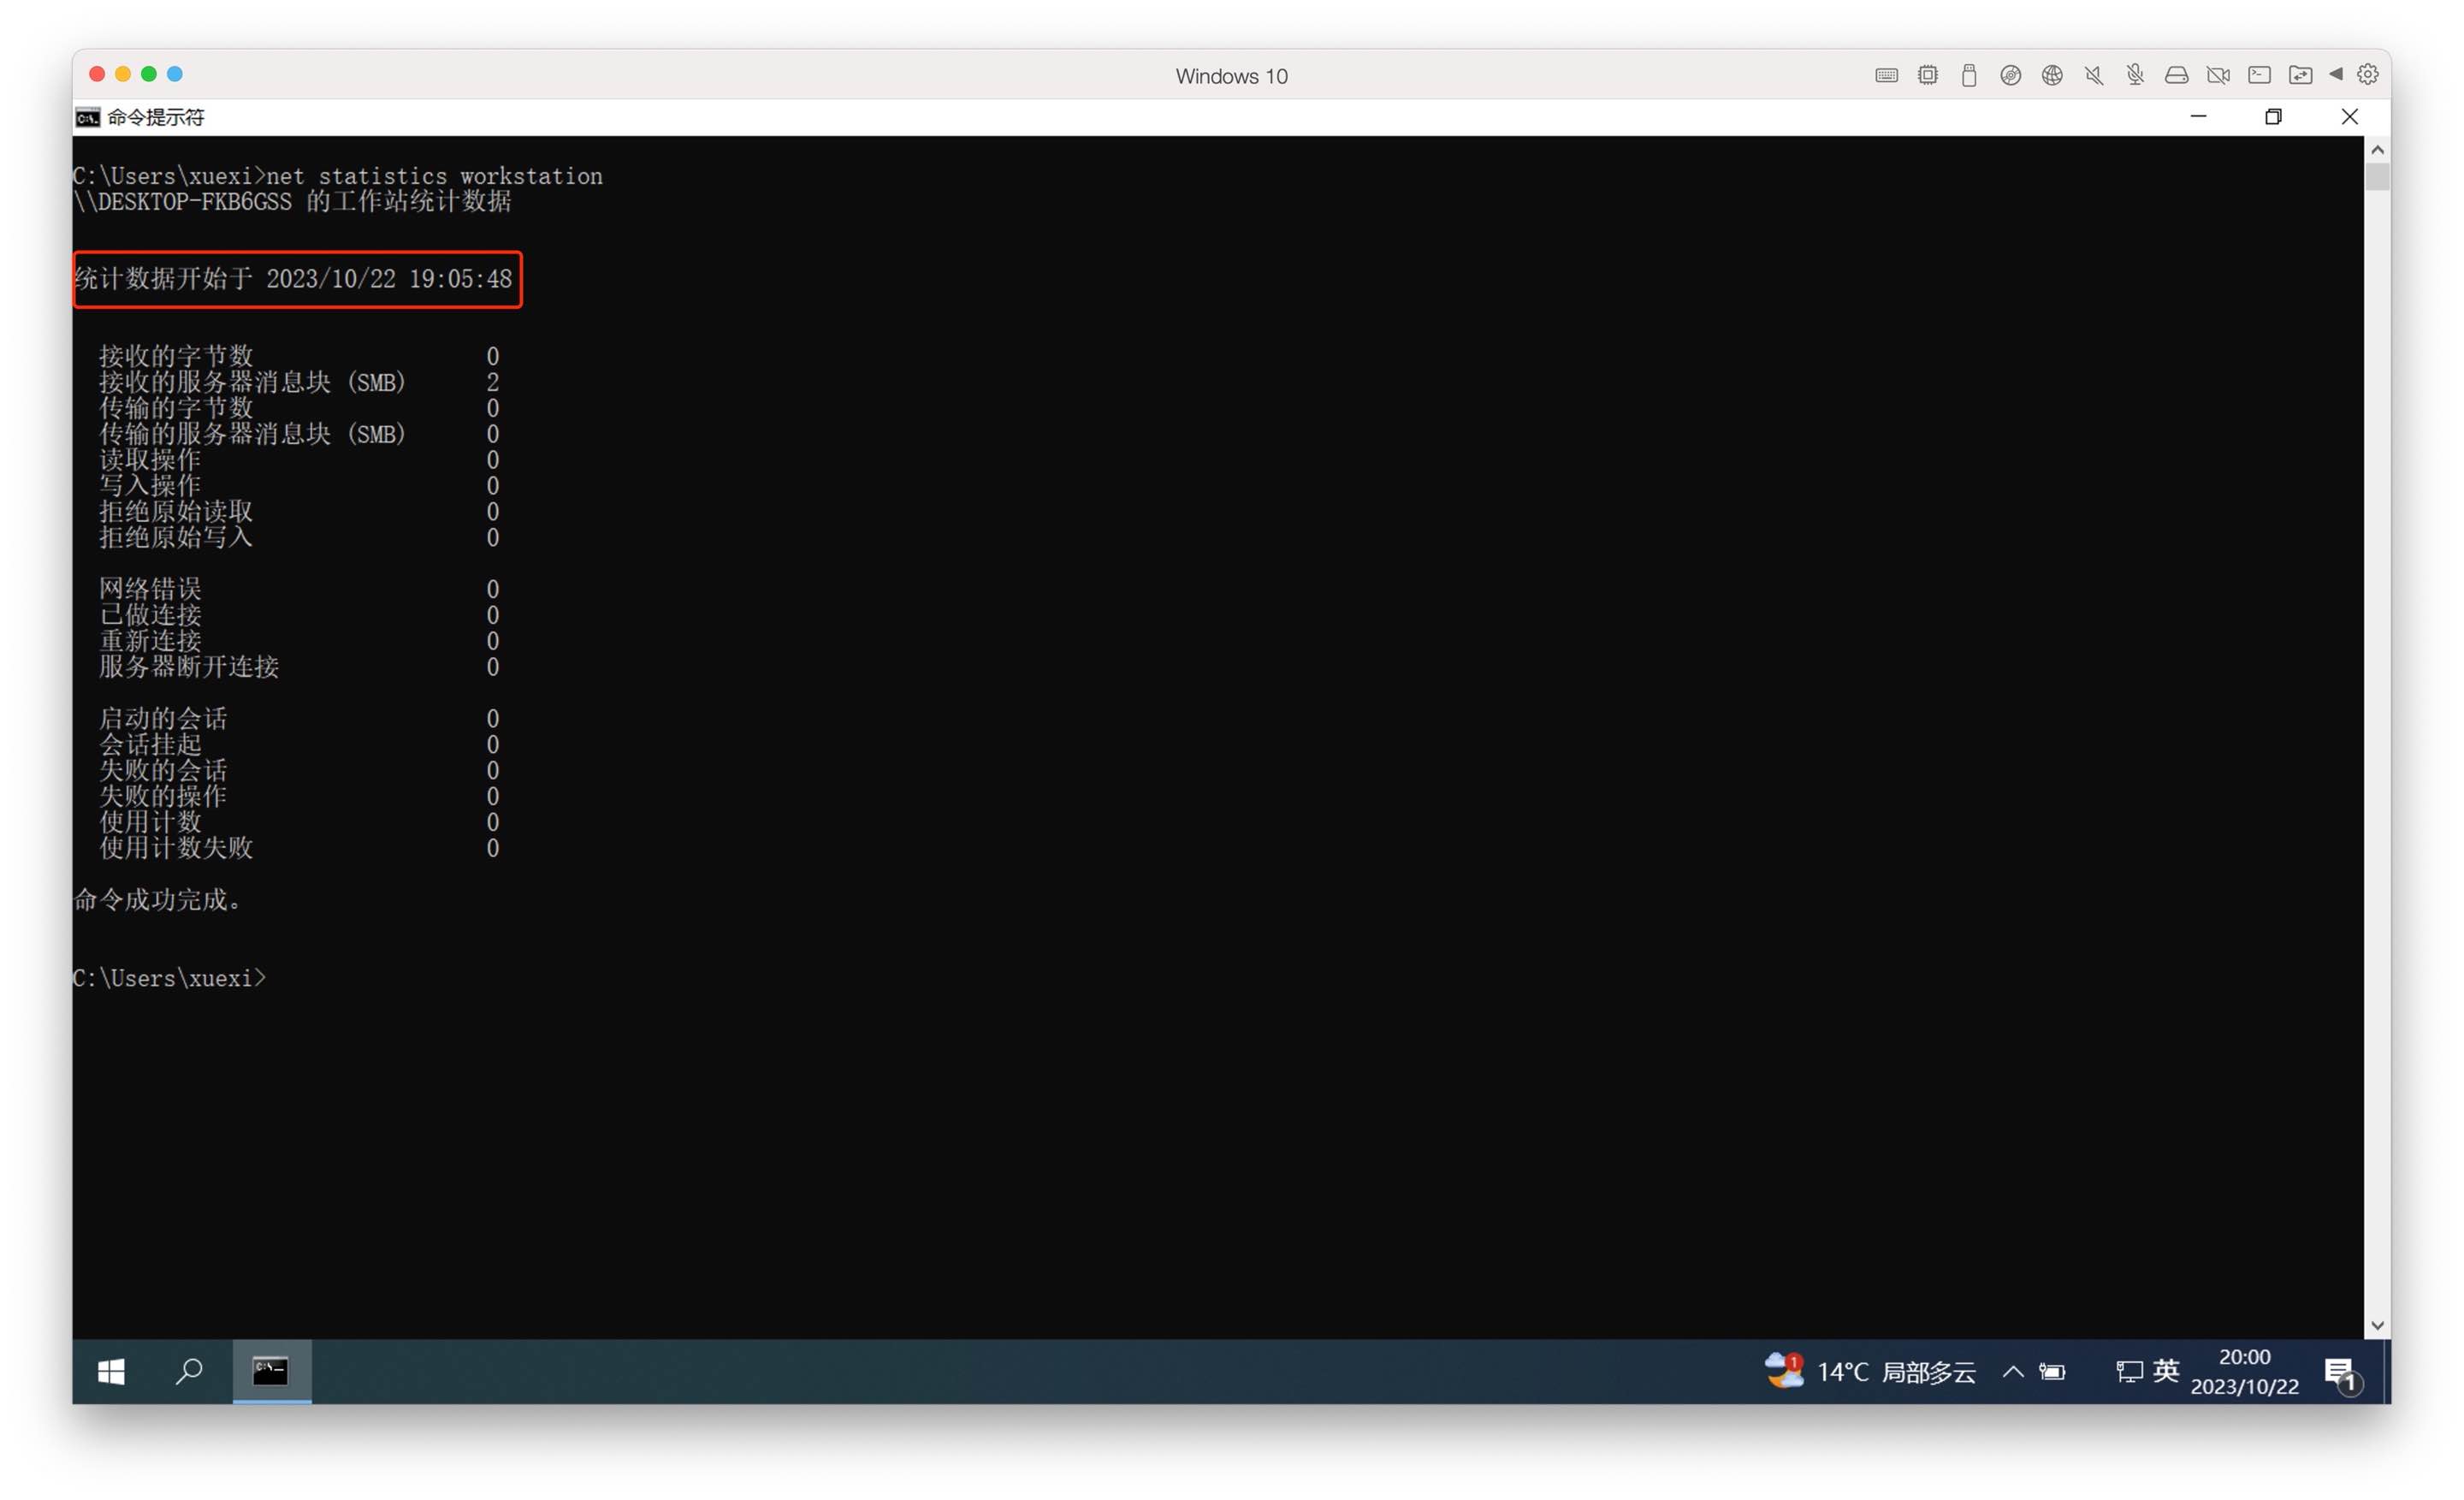 Windows 10
命令提示符
C:\Users\xuexi>net statistics workstation
\\DESKTOP-FKB6GSS 的工作站统计数据
统计数据开始于 2023/10/22 19:05:48
接收的字节数 0
接收的服务器消息块 (SMB) 2
传输的字节数 0
传输的服务器消息块 (SMB) 0
读取操作 0
写入操作 0
拒绝原始读取 0
拒绝原始写入 0
网络错误 0
已做连接 0
重新连接 0
服务器断开连接 0
启动的会话 0
会话挂起 0
失败的会话 0
失败的操作 0
使用计数 0
使用计数失败 0
命令成功完成。
C:\Users\xuexi>
1 14°C 局部多云 英 20:00
2023/10/22 1